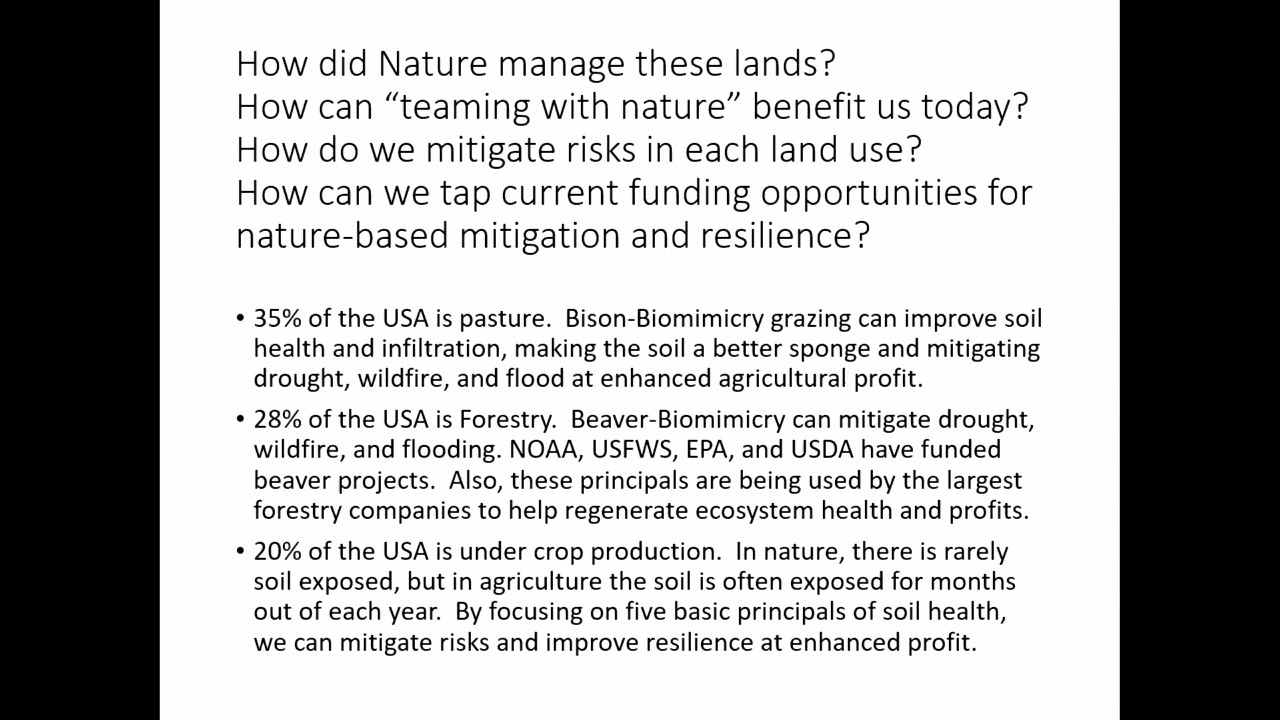 How did Nature manage these lands?
How can “teaming with nature” benefit us today?
How do we mitigate risks in each land use?
How can we tap current funding opportunities for
nature-based mitigation and resilience?
• 35% of the USA is pasture.  Bison-Biomimicry grazing can improve soil
health and infiltration, making the soil a better sponge and mitigating
drought, wildfire, and flood at enhanced agricultural profit.
• 28% of the USA is Forestry.  Beaver-Biomimicry can mitigate drought,
wildfire, and flooding. NOAA, USFWS, EPA, and USDA have funded
beaver projects.  Also, these principals are being used by the largest
forestry companies to help regenerate ecosystem health and profits.
• 20% of the USA is under crop production.  In nature, there is rarely
soil exposed, but in agriculture the soil is often exposed for months
out of each year.  By focusing on five basic principals of soil health,
we can mitigate risks and improve resilience at enhanced profit.